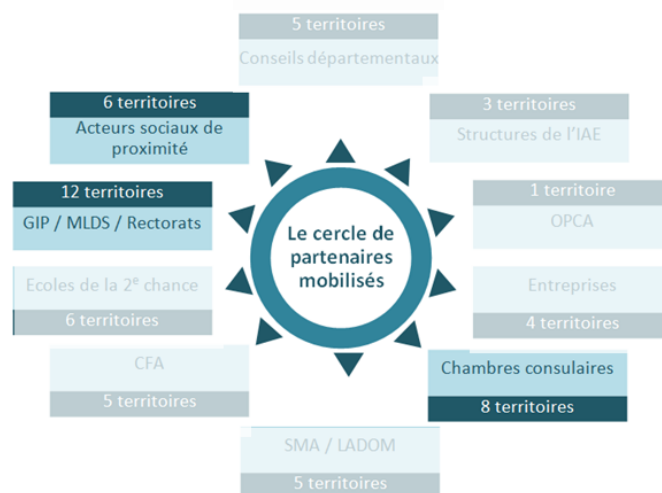 5 territoires
Conseils départementaux
6 territoires
Acteurs sociaux de
proximité
3 territoires
Structures de l'IAE
12 territoires
GIP / MLDS / Rectorats
1 territoire
OPCA
Le cercle de
partenaires
mobilisés
Ecoles de la 2e chance
6 territoires
Entreprises
4 territoires
CFA
5 territoires
Chambres consulaires
8 territoires
SMA / LADOM
5 territoires